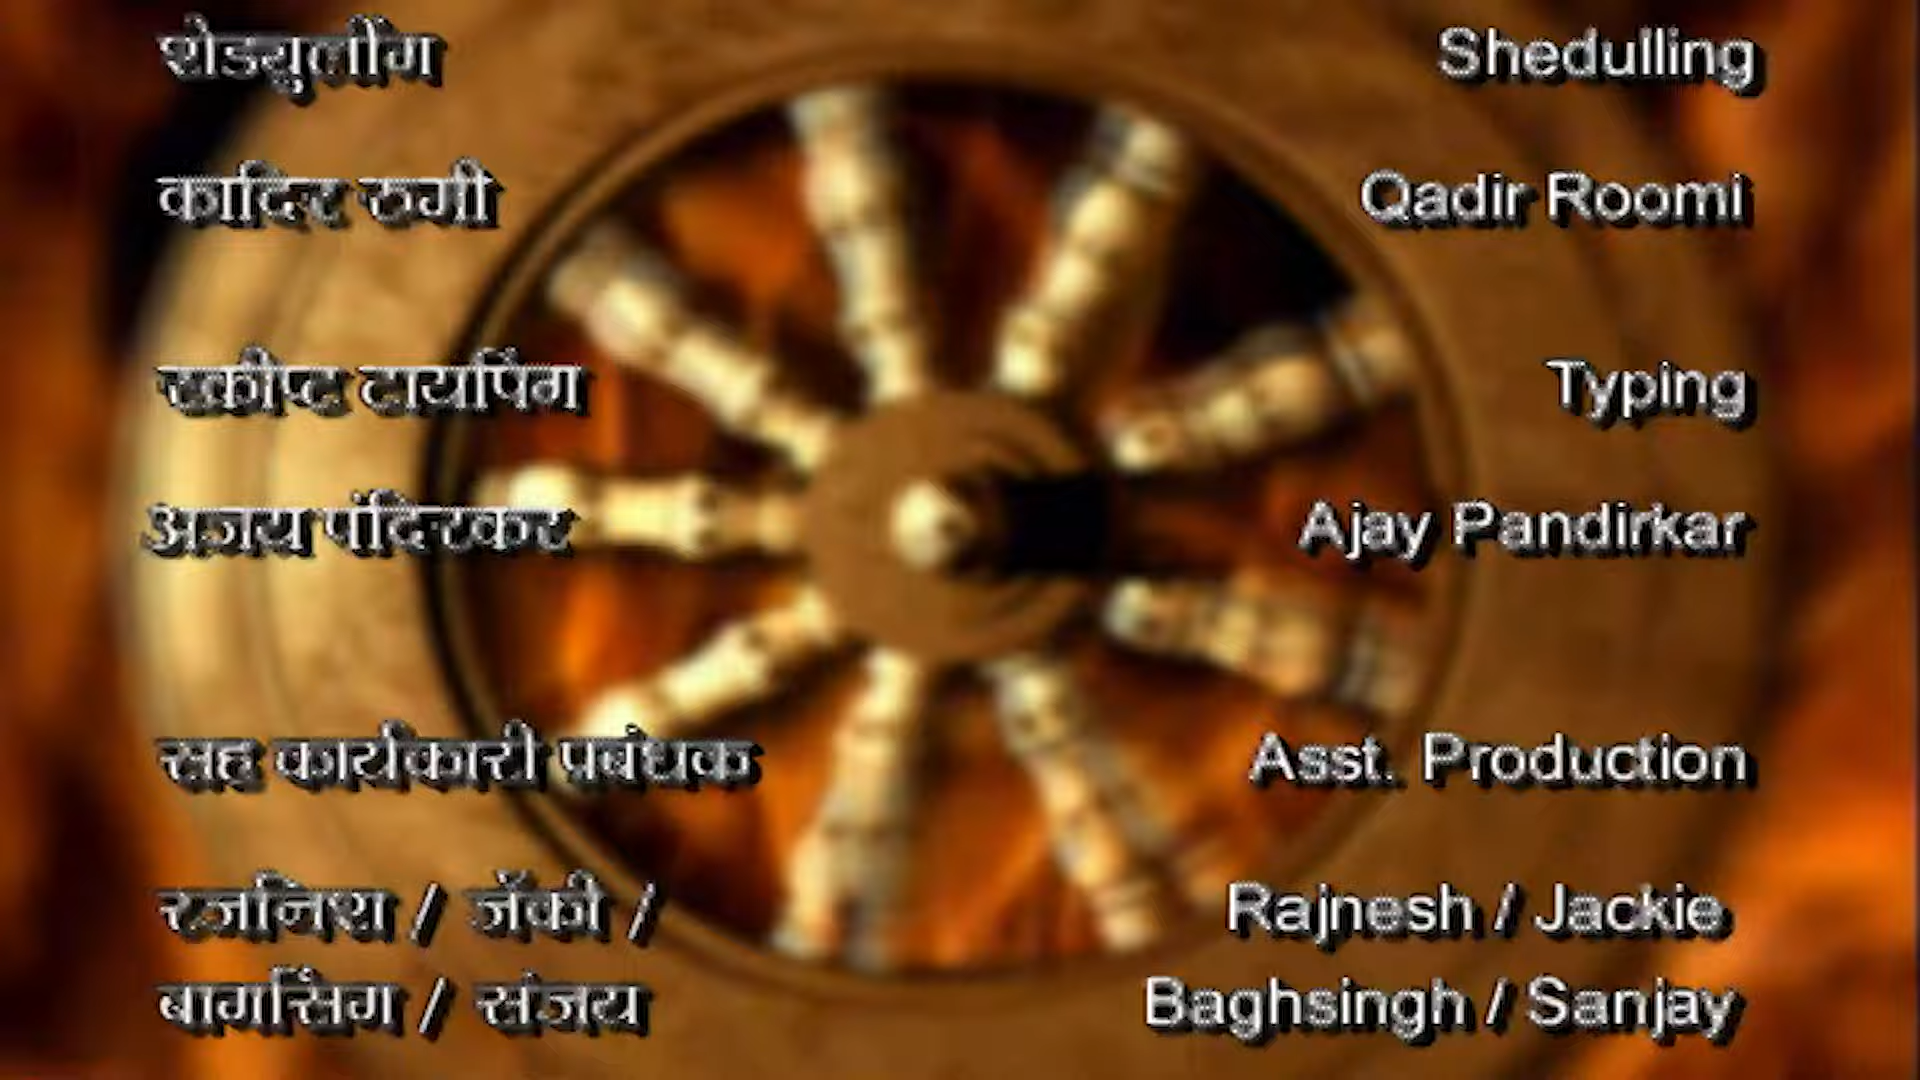 शेडयुलींग Shedulling
कादिर रुमी Qadir Roomi
स्क्रीप्ट टायपिंग Typing
अजय पंदिरकर Ajay Pandirkar
सह कार्यकारी प्रबंधक Asst. Production
रजनिश / जॅकी / Rajnesh / Jackie
बागसिंग / संजय Baghsingh / Sanjay